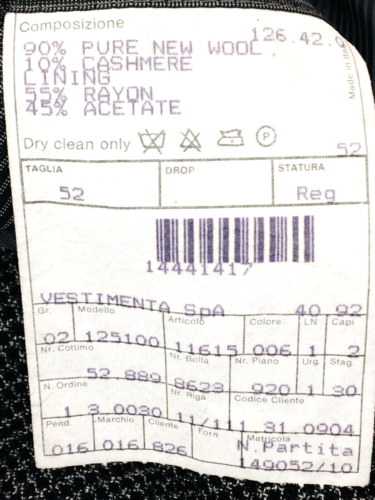 Composizione
126.42.
90% PURE NEW WOOL
10% CASHMERE
LINING
55% RAYON
45% ACETATE
Made in Italy
Dry clean only P
52
TAGLIA DROP STATURA
52 Reg
14441417
VESTIMENTA SpA 40 92
Gr. Modello Articolo Colore LN Capi
02 125100 11615 006 1 2
Nr. Cottimo Nr. Bolla Nr. Piano Urg. Stag.
52 889 8623 920 1 30
N. Ordine Nr. Riga Codice Cliente
1 3 0030 11/111 31 0904
Pend. Marchio Cliente Forn Matricola
016 016 826 N.Partita
149052/10